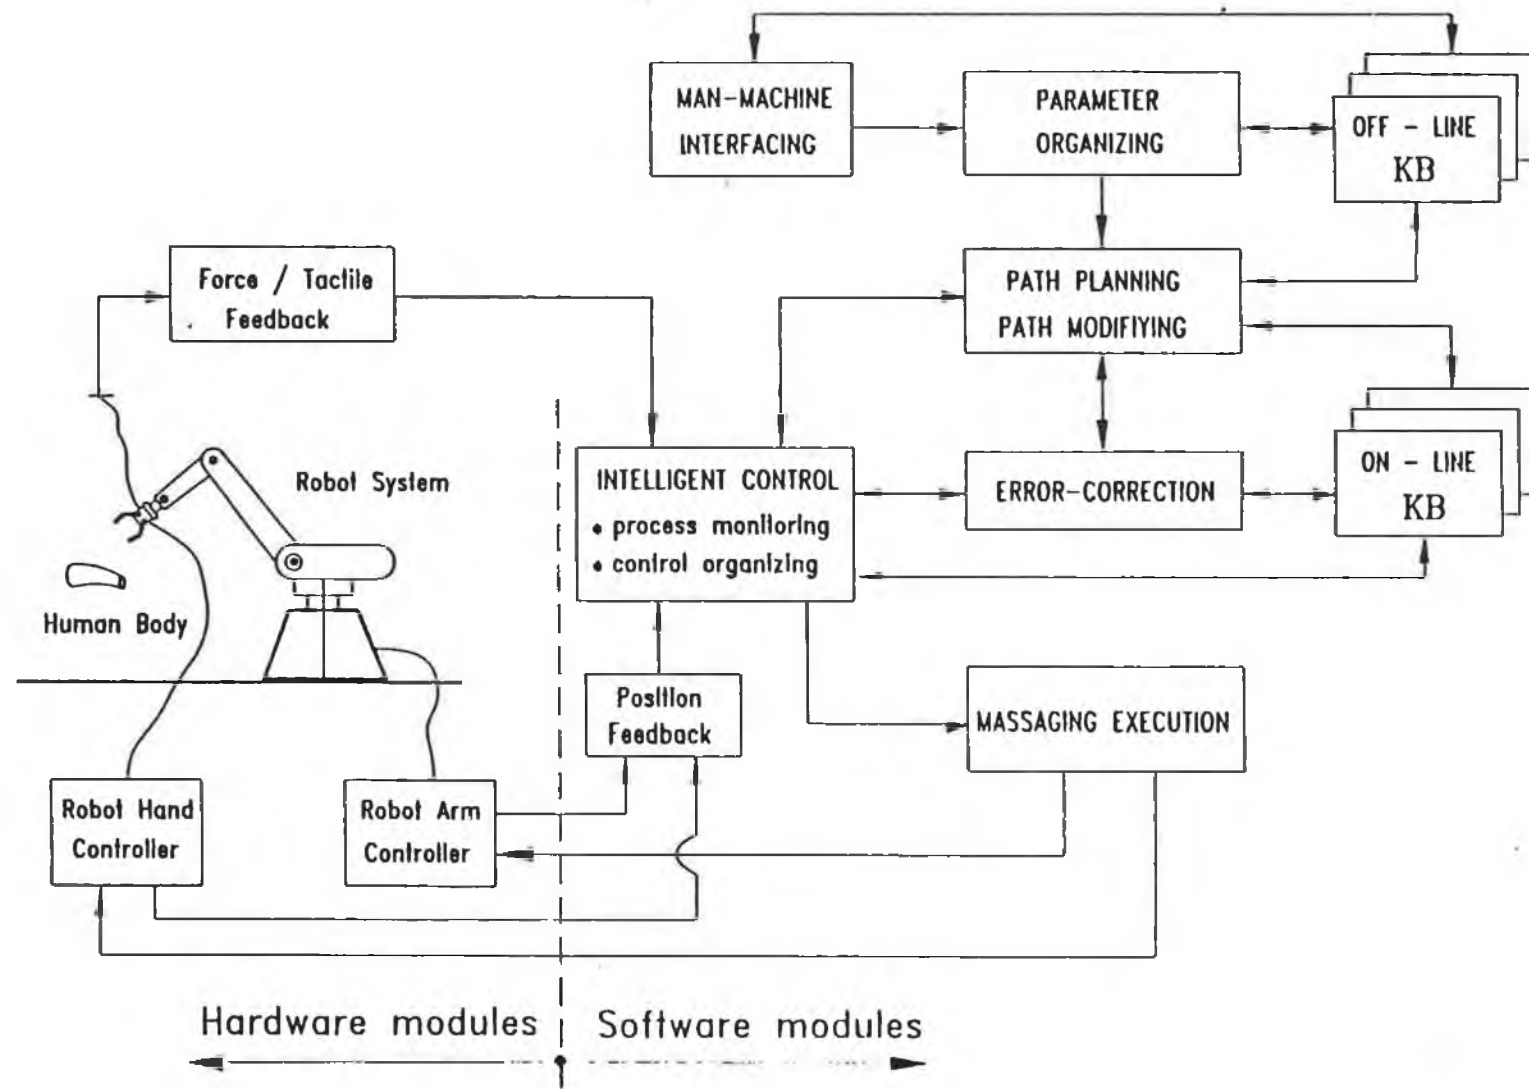 MAN-MACHINE
INTERFACING
PARAMETER
ORGANIZING
OFF - LINE
KB
Force / Tactile
Feedback
PATH PLANNING
PATH MODIFIYING
Robot System
INTELLIGENT CONTROL
• process monitoring
• control organizing
ERROR-CORRECTION
ON - LINE
KB
Human Body
Position
Feedback
MASSAGING EXECUTION
Robot Hand
Controller
Robot Arm
Controller
Hardware modules
Software modules